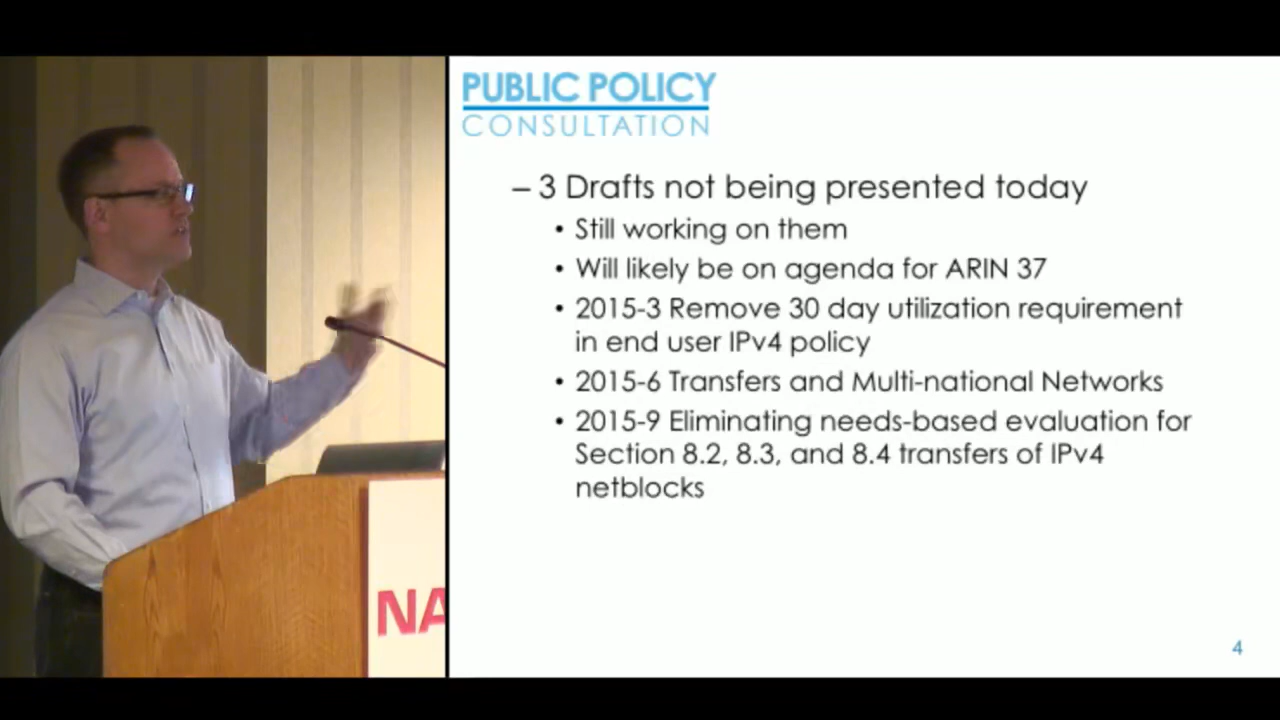 PUBLIC POLICY
CONSULTATION
– 3 Drafts not being presented today
• Still working on them
• Will likely be on agenda for ARIN 37
• 2015-3 Remove 30 day utilization requirement
in end user IPv4 policy
• 2015-6 Transfers and Multi-national Networks
• 2015-9 Eliminating needs-based evaluation for
Section 8.2, 8.3, and 8.4 transfers of IPv4
netblocks
NA
4